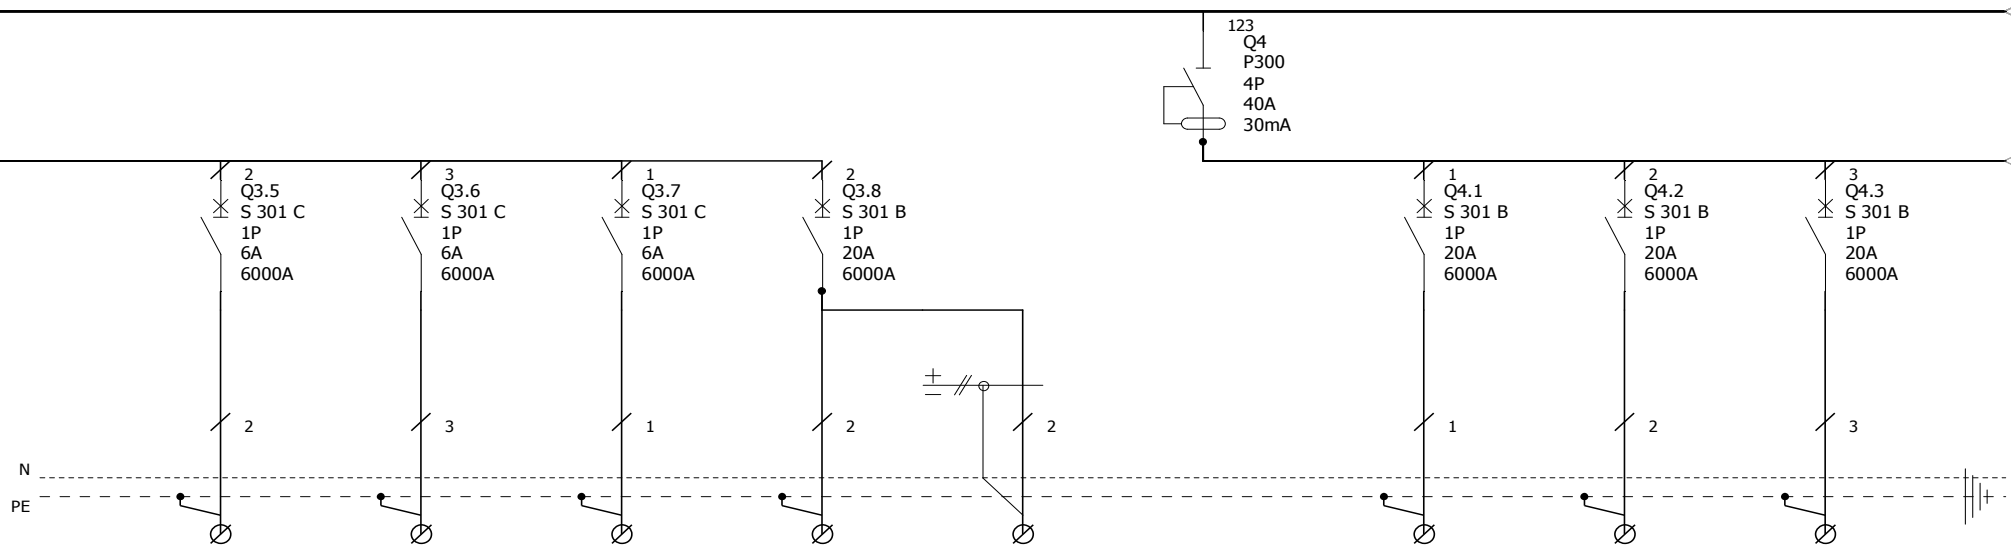 123
Q4
P300
4P
40A
30mA
2
Q3.5
S 301 C
1P
6A
6000A
3
Q3.6
S 301 C
1P
6A
6000A
1
Q3.7
S 301 C
1P
6A
6000A
2
Q3.8
S 301 B
1P
20A
6000A
1
Q4.1
S 301 B
1P
20A
6000A
2
Q4.2
S 301 B
1P
20A
6000A
3
Q4.3
S 301 B
1P
20A
6000A
2
3
1
2
2
1
2
3
N
PE